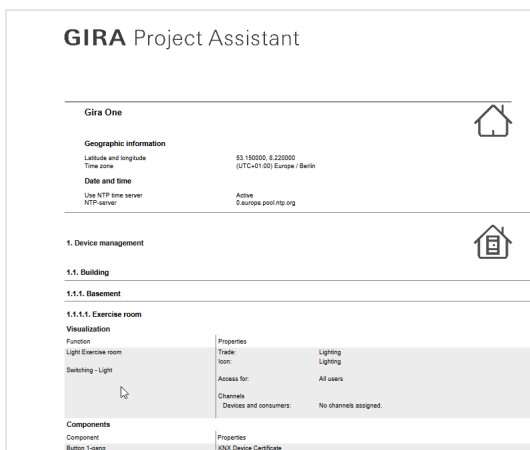 GIRA Project Assistant
Gira One
Geographic information
Latitude and longitude 53.150000, 8.220000
Time zone (UTC+01:00) Europe / Berlin
Date and time
Use NTP time server Active
NTP-server 0.europe.pool.ntp.org
1. Device management
1.1. Building
1.1.1. Basement
1.1.1.1. Exercise room
Visualization
Function Properties
Light Exercise room Trade: Lighting
Icon: Lighting
Switching - Light
Access for: All users
Channels
Devices and consumers: No channels assigned.
Components
Component Properties
Button 1-gang KNX Device Certificate